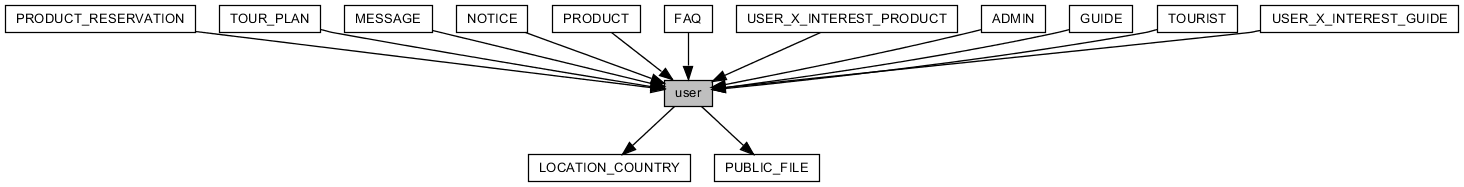 PRODUCT_RESERVATION
TOUR_PLAN
MESSAGE
NOTICE
PRODUCT
FAQ
USER_X_INTEREST_PRODUCT
ADMIN
GUIDE
TOURIST
USER_X_INTEREST_GUIDE
user
LOCATION_COUNTRY
PUBLIC_FILE